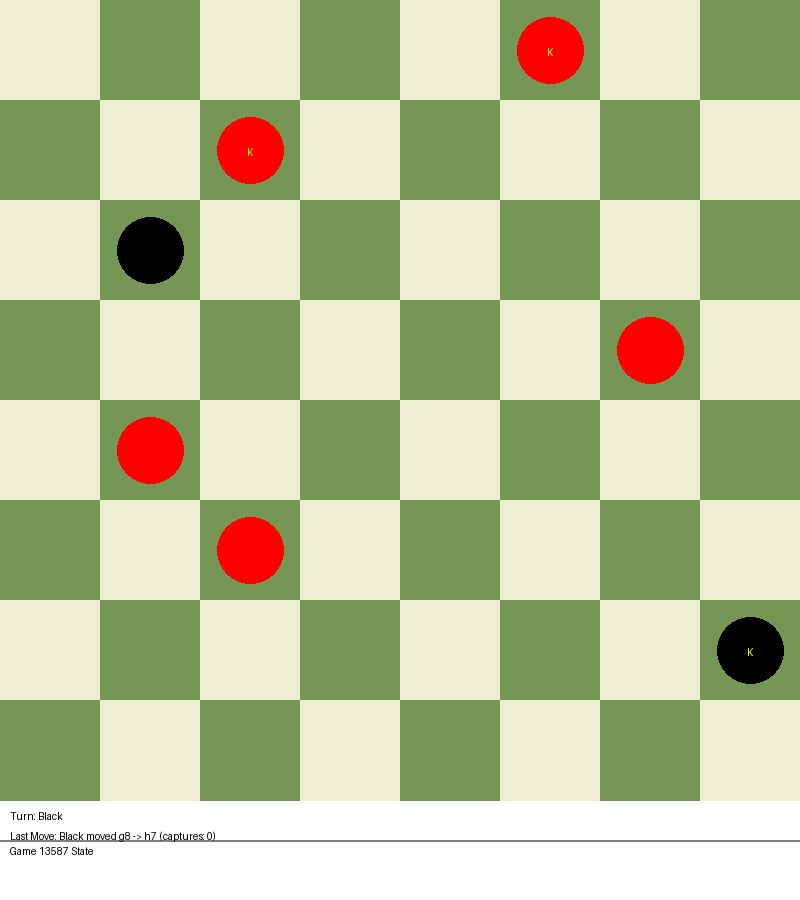 K
K
K
Turn: Black
Last Move: Black moved g8 -> h7 (captures: 0)
Game 13587 State